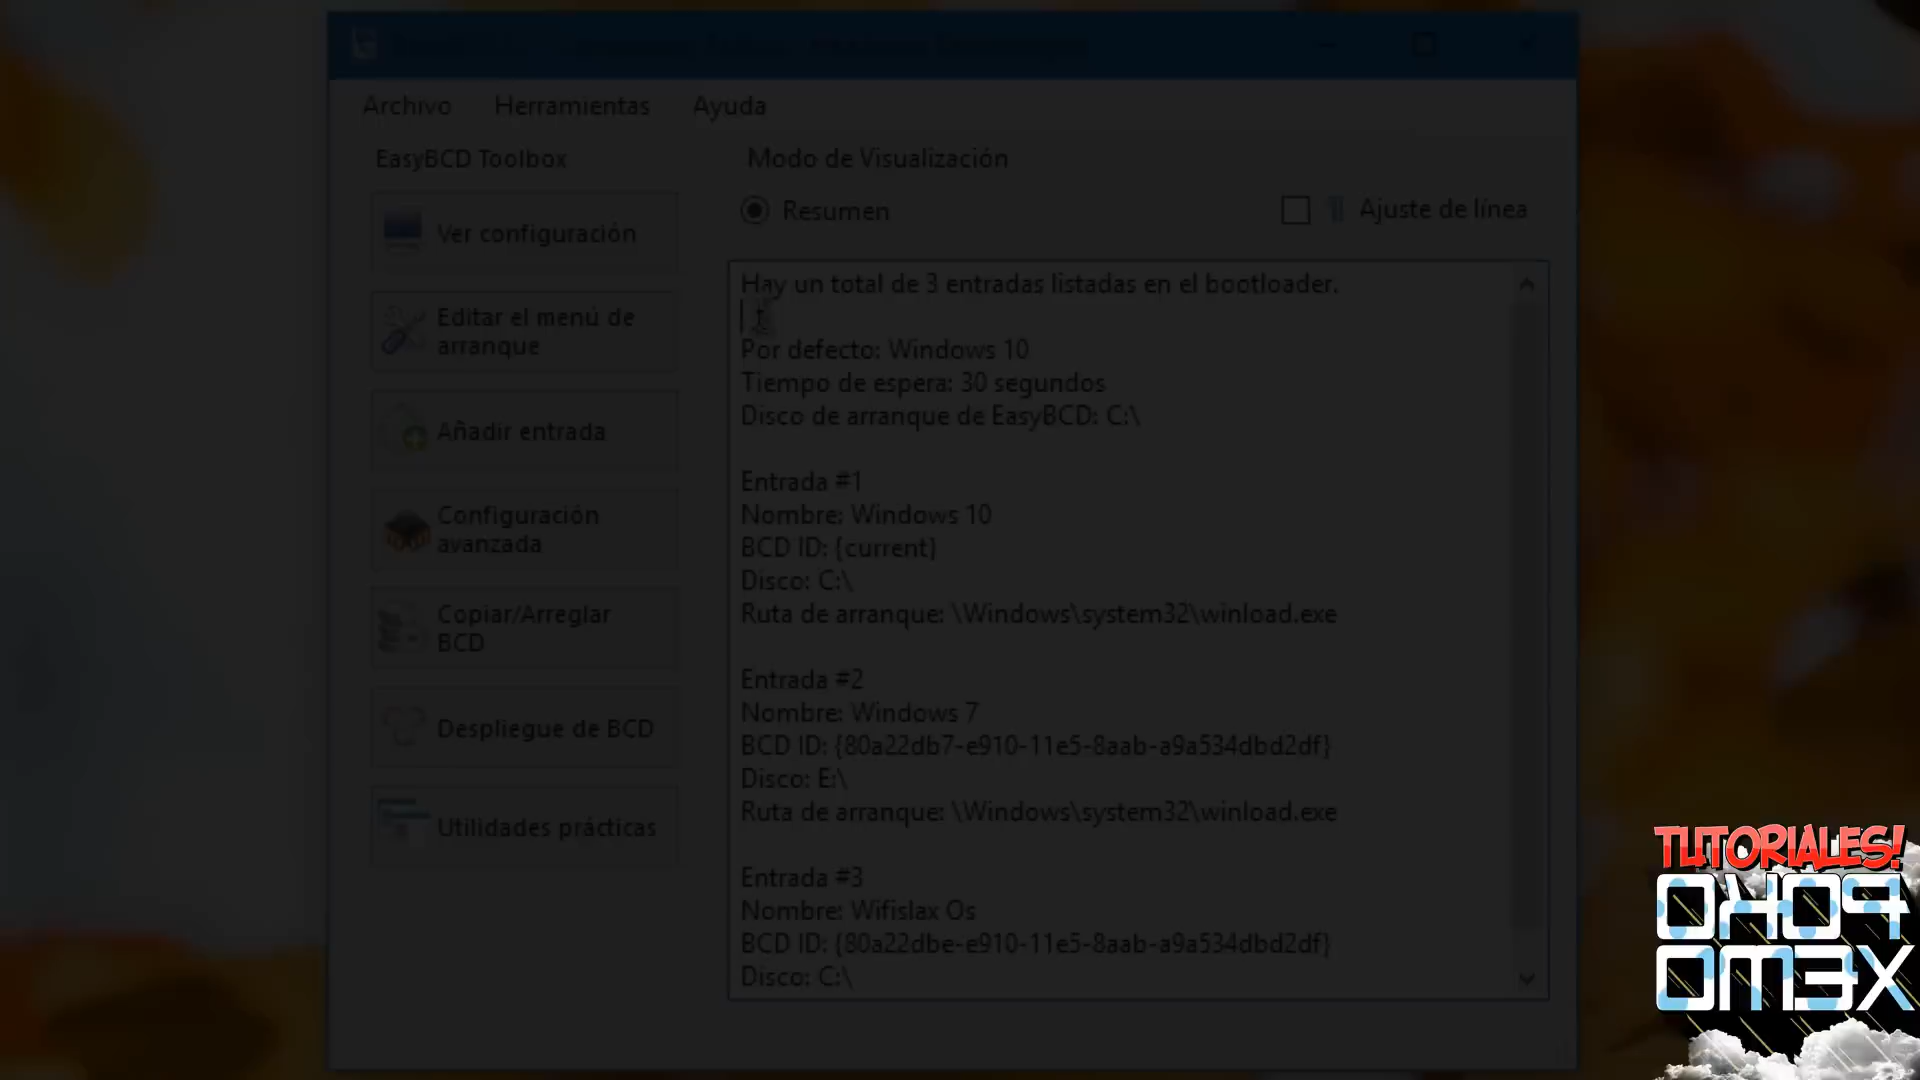 Archivo Herramientas Ayuda
EasyBCD Toolbox
Ver configuración
Editar el menú de
arranque
Añadir entrada
Configuración
avanzada
Copiar/Arreglar
BCD
Despliegue de BCD
Utilidades prácticas
Modo de Visualización
Resumen
Ajuste de línea
Hay un total de 3 entradas listadas en el bootloader.
Por defecto: Windows 10
Tiempo de espera: 30 segundos
Disco de arranque de EasyBCD: C:\
Entrada #1
Nombre: Windows 10
BCD ID: {current}
Disco: C:\
Ruta de arranque: \Windows\system32\winload.exe
Entrada #2
Nombre: Windows 7
BCD ID: {80a22db7-e910-11e5-8aab-a9a534dbd2df}
Disco: E:\
Ruta de arranque: \Windows\system32\winload.exe
Entrada #3
Nombre: Wifislax Os
BCD ID: {80a22dbe-e910-11e5-8aab-a9a534dbd2df}
Disco: C:\
TUTORIALES!